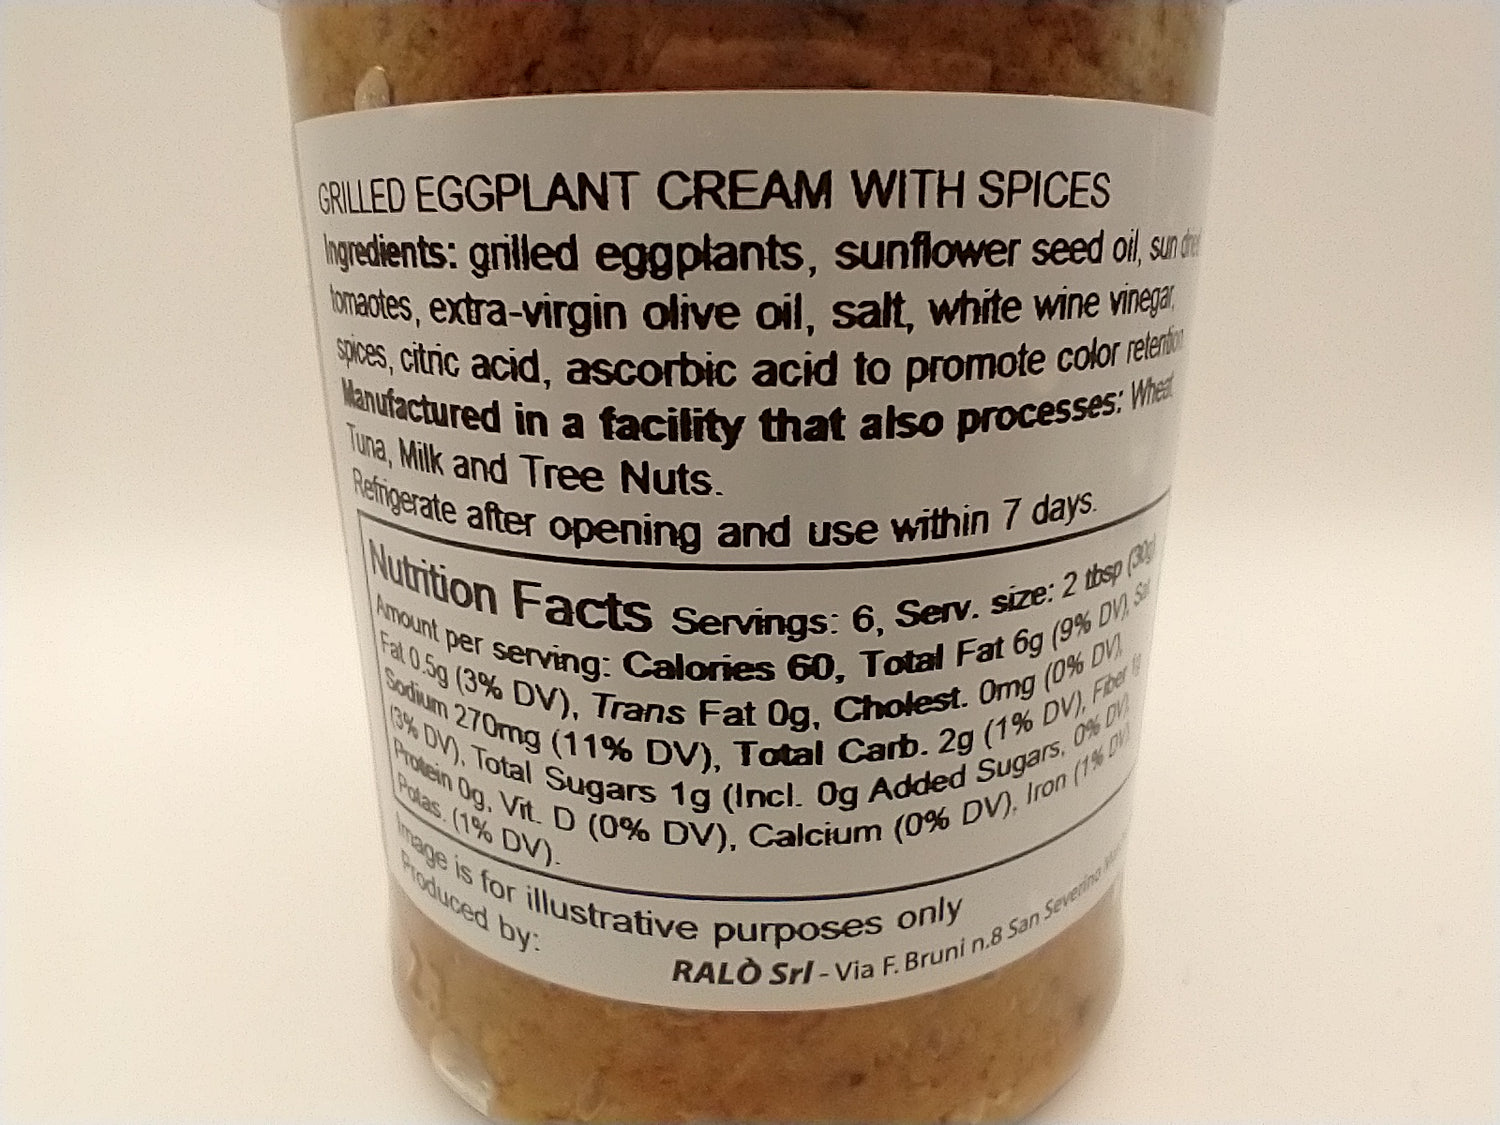 GRILLED EGGPLANT CREAM WITH SPICES
Ingredients: grilled eggplants, sunflower seed oil, sun dried
tomaotes, extra-virgin olive oil, salt, white wine vinegar,
spices, citric acid, ascorbic acid to promote color retention
Manufactured in a facility that also processes: Wheat,
Tuna, Milk and Tree Nuts.
Refrigerate after opening and use within 7 days.
Nutrition Facts Servings: 6, Serv. size: 2 tbsp (30g)
Amount per serving: Calories 60, Total Fat 6g (9% DV), Sat.
Fat 0.5g (3% DV), Trans Fat 0g, Cholest. 0mg (0% DV),
Sodium 270mg (11% DV), Total Carb. 2g (1% DV), Fiber 1g
(3% DV), Total Sugars 1g (Incl. 0g Added Sugars, 0% DV),
Protein 0g, Vit. D (0% DV), Calcium (0% DV), Iron (1% DV),
Potas. (1% DV).
Image is for illustrative purposes only
Produced by:
RALÒ Srl - Via F. Bruni n.8 San Severino